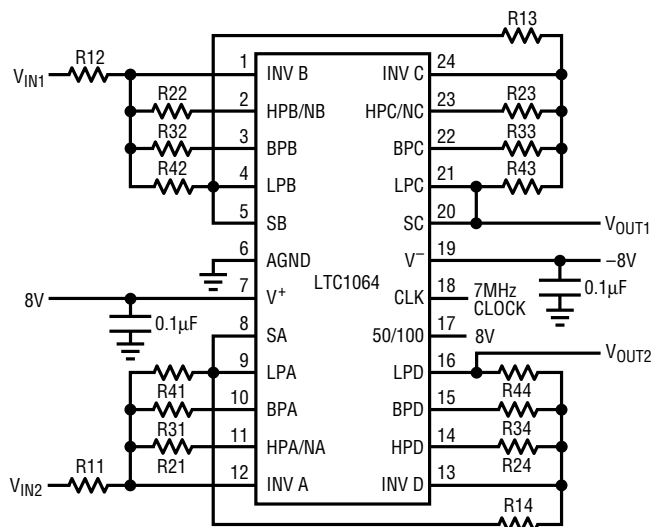 R13
R12
VIN1
1 INV B INV C 24
R22 2 HPB/NB HPC/NC 23 R23
R32 3 BPB BPC 22 R33
R42 4 LPB LPC 21 R43
5 SB SC 20 VOUT1
6 AGND V– 19 –8V
LTC1064
8V 7 V+ CLK 18 7MHz CLOCK 0.1µF
0.1µF 8 SA 50/100 17 8V
VOUT2
9 LPA LPD 16
R41 10 BPA BPD 15 R44
R31 11 HPA/NA HPD 14 R34
R21 R24
VIN2 R11 12 INV A INV D 13
R14